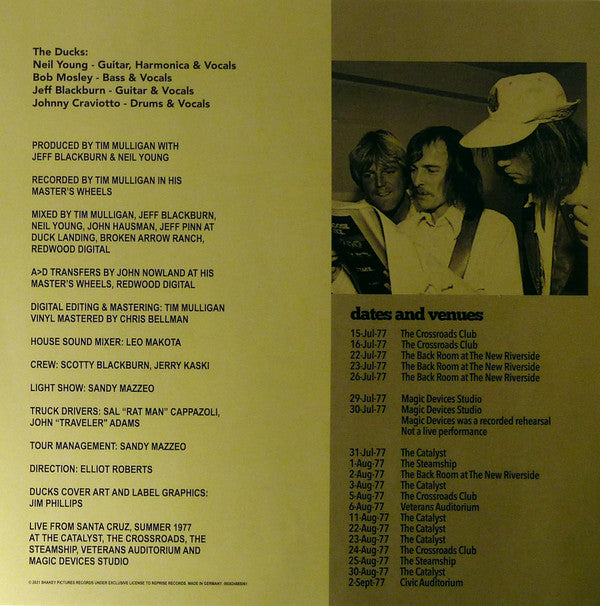 The Ducks:
Neil Young - Guitar, Harmonica & Vocals
Bob Mosley - Bass & Vocals
Jeff Blackburn - Guitar & Vocals
Johnny Craviotto - Drums & Vocals
PRODUCED BY TIM MULLIGAN WITH
JEFF BLACKBURN & NEIL YOUNG
RECORDED BY TIM MULLIGAN IN HIS
MASTER'S WHEELS
MIXED BY TIM MULLIGAN, JEFF BLACKBURN,
NEIL YOUNG, JOHN HAUSMAN, JEFF PINN AT
DUCK LANDING, BROKEN ARROW RANCH,
REDWOOD DIGITAL
A>D TRANSFERS BY JOHN NOWLAND AT HIS
MASTER'S WHEELS, REDWOOD DIGITAL
DIGITAL EDITING & MASTERING: TIM MULLIGAN
VINYL MASTERED BY CHRIS BELLMAN
HOUSE SOUND MIXER: LEO MAKOTA
CREW: SCOTTY BLACKBURN, JERRY KASKI
LIGHT SHOW: SANDY MAZZEO
TRUCK DRIVERS: SAL "RAT MAN" CAPPAZOLI,
JOHN "TRAVELER" ADAMS
TOUR MANAGEMENT: SANDY MAZZEO
DIRECTION: ELLIOT ROBERTS
DUCKS COVER ART AND LABEL GRAPHICS:
JIM PHILLIPS
LIVE FROM SANTA CRUZ, SUMMER 1977
AT THE CATALYST, THE CROSSROADS, THE
STEAMSHIP, VETERANS AUDITORIUM AND
MAGIC DEVICES STUDIO
© 2021 SHAKEY PICTURES RECORDS UNDER EXCLUSIVE LICENSE TO REPRISE RECORDS. MADE IN GERMANY.
dates and venues
15-Jul-77 The Crossroads Club
16-Jul-77 The Crossroads Club
22-Jul-77 The Back Room at The New Riverside
23-Jul-77 The Back Room at The New Riverside
26-Jul-77 The Back Room at The New Riverside
29-Jul-77 Magic Devices Studio
30-Jul-77 Magic Devices Studio
Magic Devices was a recorded rehearsal
Not a live performance
31-Jul-77 The Catalyst
1-Aug-77 The Steamship
2-Aug-77 The Back Room at The New Riverside
3-Aug-77 The Catalyst
5-Aug-77 The Crossroads Club
6-Aug-77 Veterans Auditorium
11-Aug-77 The Catalyst
22-Aug-77 The Catalyst
23-Aug-77 The Catalyst
24-Aug-77 The Crossroads Club
25-Aug-77 The Steamship
30-Aug-77 The Catalyst
2-Sept-77 Civic Auditorium